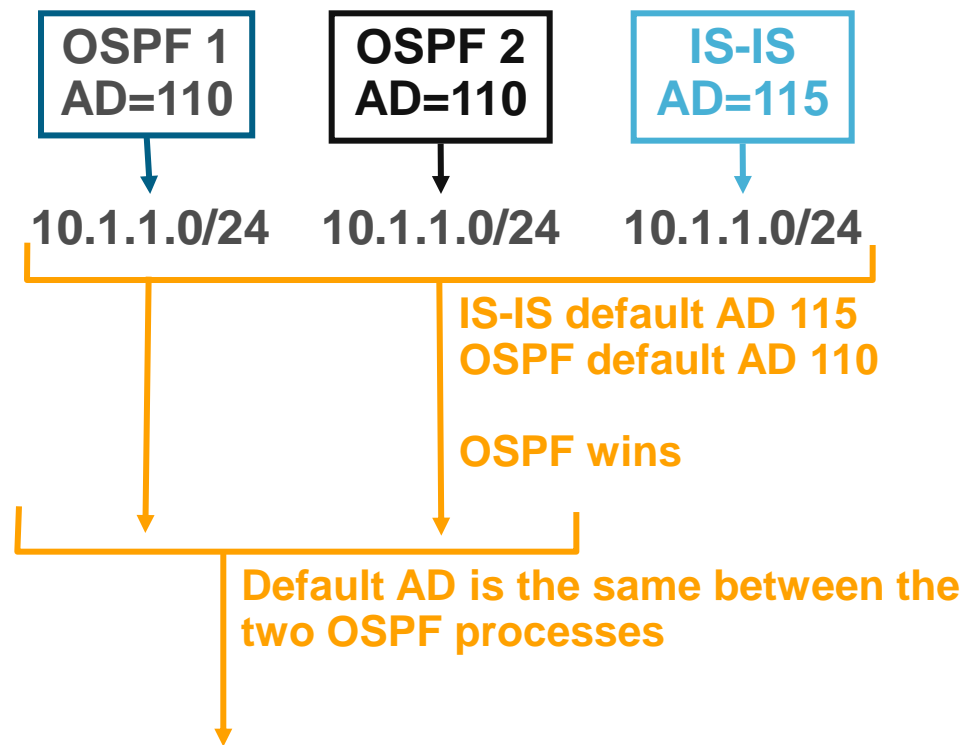 OSPF 1
AD=110
OSPF 2
AD=110
IS-IS
AD=115
10.1.1.0/24
10.1.1.0/24
10.1.1.0/24
IS-IS default AD 115
OSPF default AD 110
OSPF wins
Default AD is the same between the
two OSPF processes